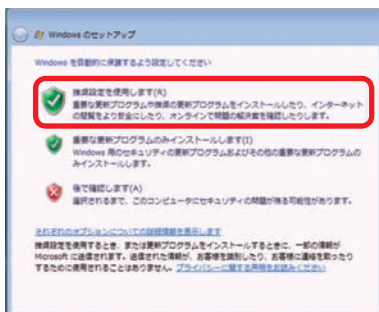 Windows のセットアップ
Windows を自動的に保護するよう設定してください
推奨設定を使用します(R)
重要な更新プログラムや推奨の更新プログラムをインストールしたり、インターネット
の閲覧をより安全にしたり、オンラインで問題の解決策を確認したりします。
重要な更新プログラムのみインストールします(I)
Windows 用のセキュリティの更新プログラムおよびその他の重要な更新プログラムの
みインストールします。
後で確認します(A)
選択されるまで、このコンピュータにセキュリティの問題が残る可能性があります。
それぞれのオプションについての詳細情報を表示します
推奨設定を使用するとき、または更新プログラムをインストールするときに、一部の情報が
Microsoft に送信されます。送信された情報が、お客様を識別したり、お客様に連絡を取ったり
するために使用されることはありません。プライバシーに関する声明をお読みください